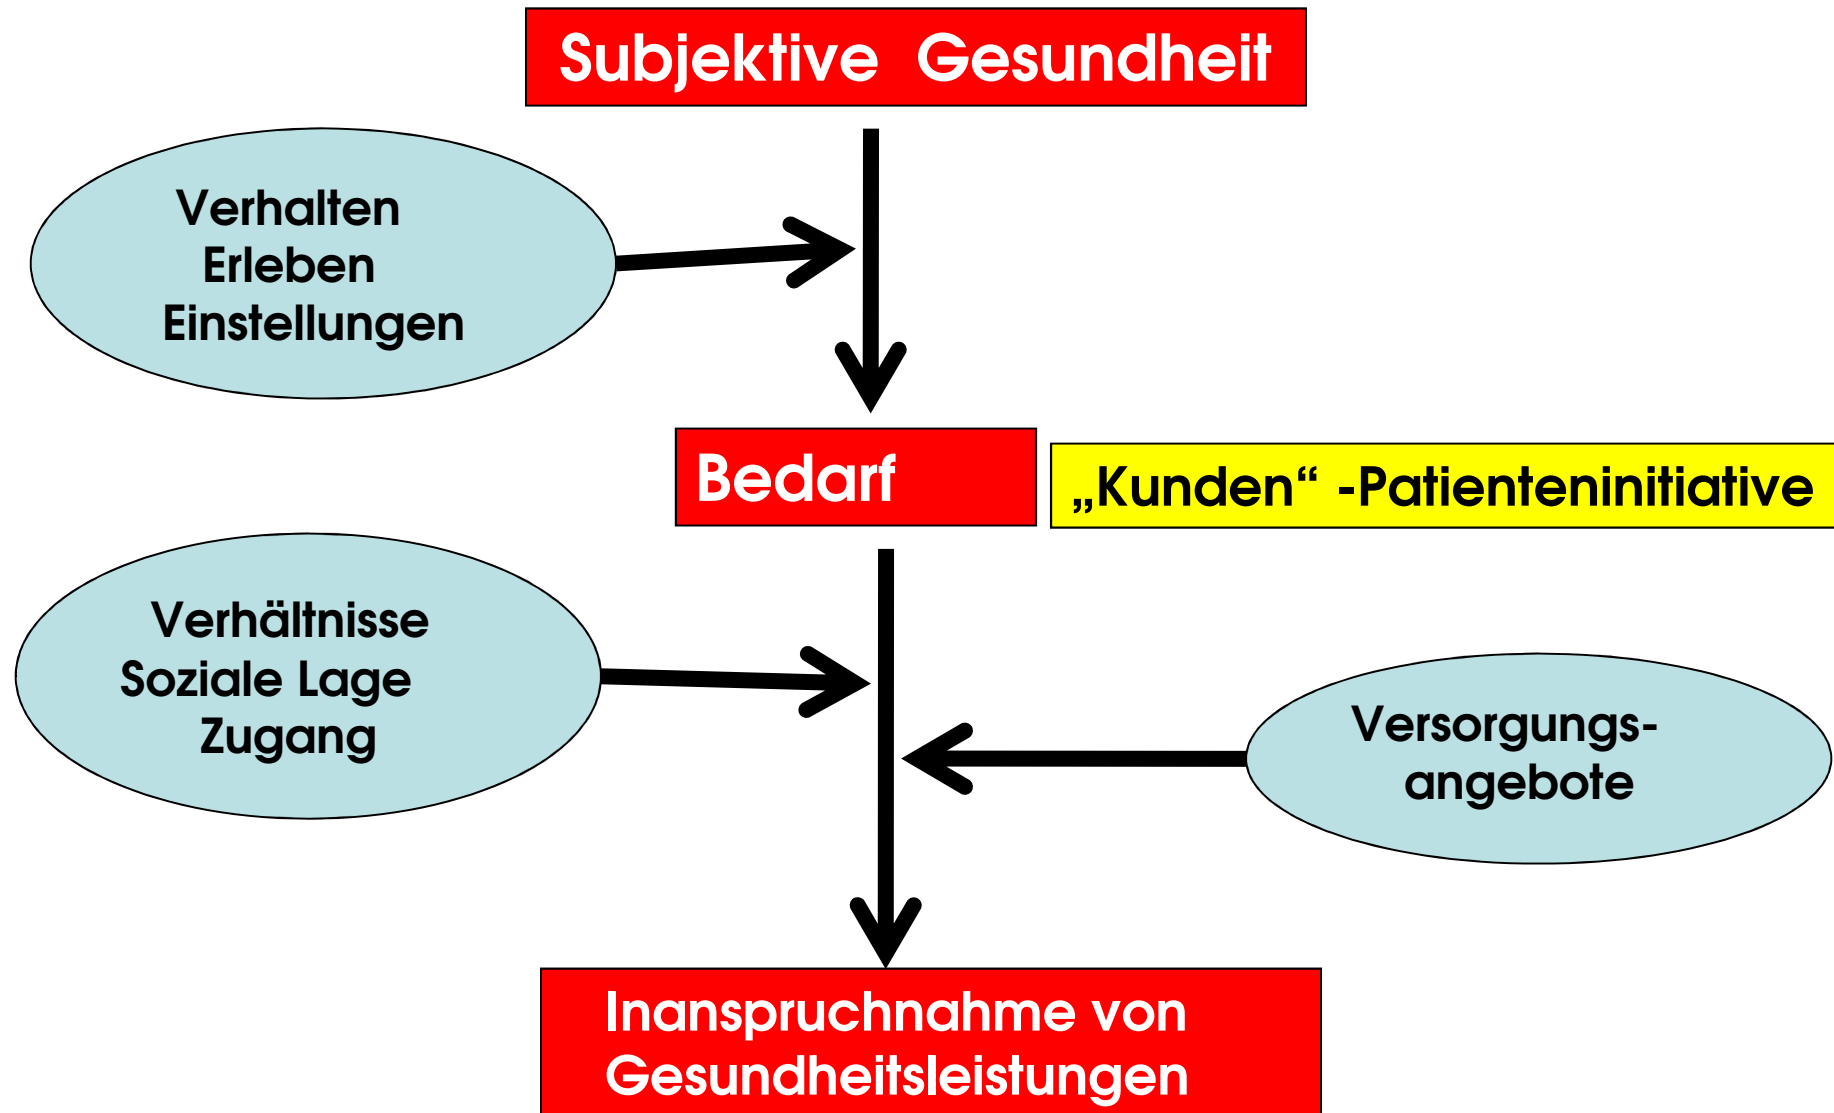 Subjektive Gesundheit
Verhalten
Erleben
Einstellungen
Bedarf
„Kunden“ -Patienteninitiative
Verhältnisse
Soziale Lage
Zugang
Versorgungs-
angebote
Inanspruchnahme von
Gesundheitsleistungen